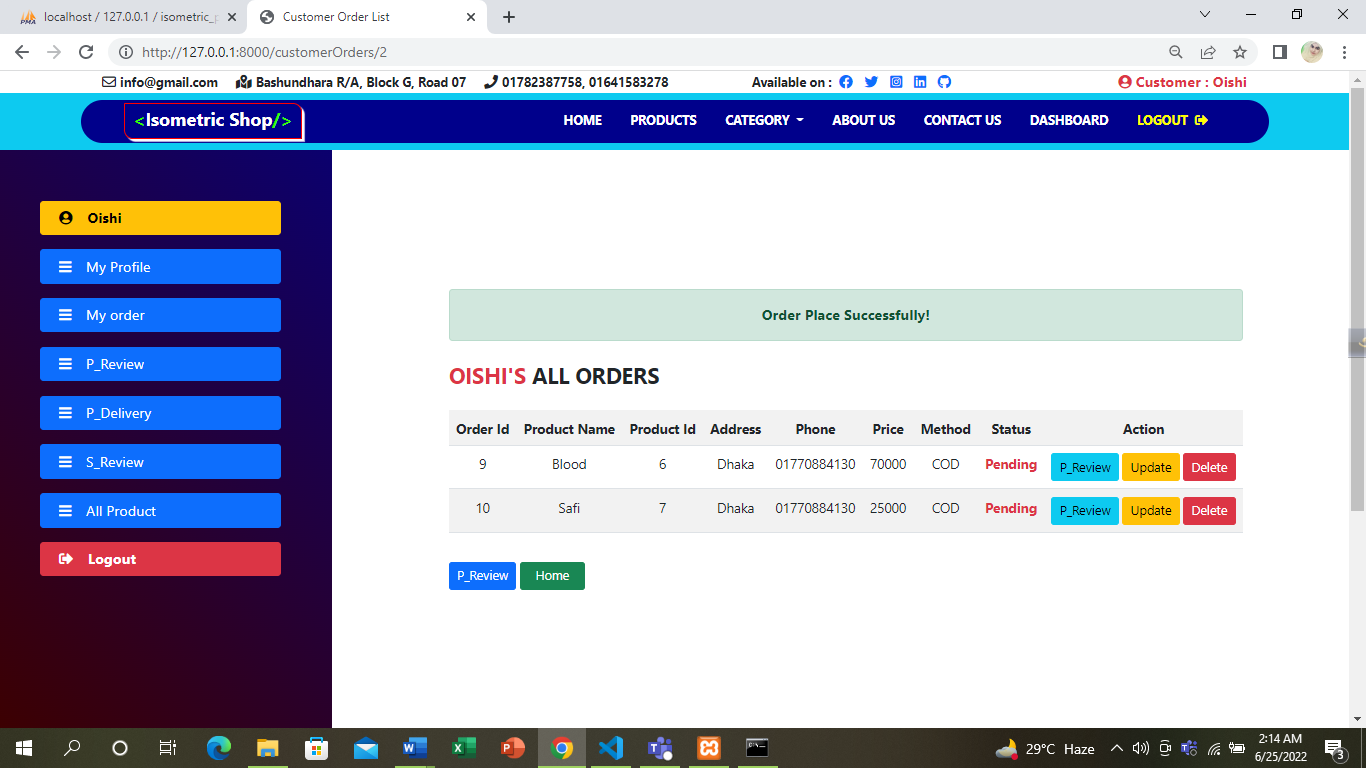 localhost / 127.0.0.1 / isometric_p
Customer Order List
http://127.0.0.1:8000/customerOrders/2
info@gmail.com Bashundhara R/A, Block G, Road 07 01782387758, 01641583278 Available on : Customer : Oishi
<Isometric Shop/> HOME PRODUCTS CATEGORY ABOUT US CONTACT US DASHBOARD LOGOUT
Oishi
My Profile
My order
P_Review
P_Delivery
S_Review
All Product
Logout
Order Place Successfully!
OISHI'S ALL ORDERS
Order Id Product Name Product Id Address Phone Price Method Status Action
9 Blood 6 Dhaka 01770884130 70000 COD Pending P_Review Update Delete
10 Safi 7 Dhaka 01770884130 25000 COD Pending P_Review Update Delete
P_Review Home
29°C Haze
2:14 AM
6/25/2022
3